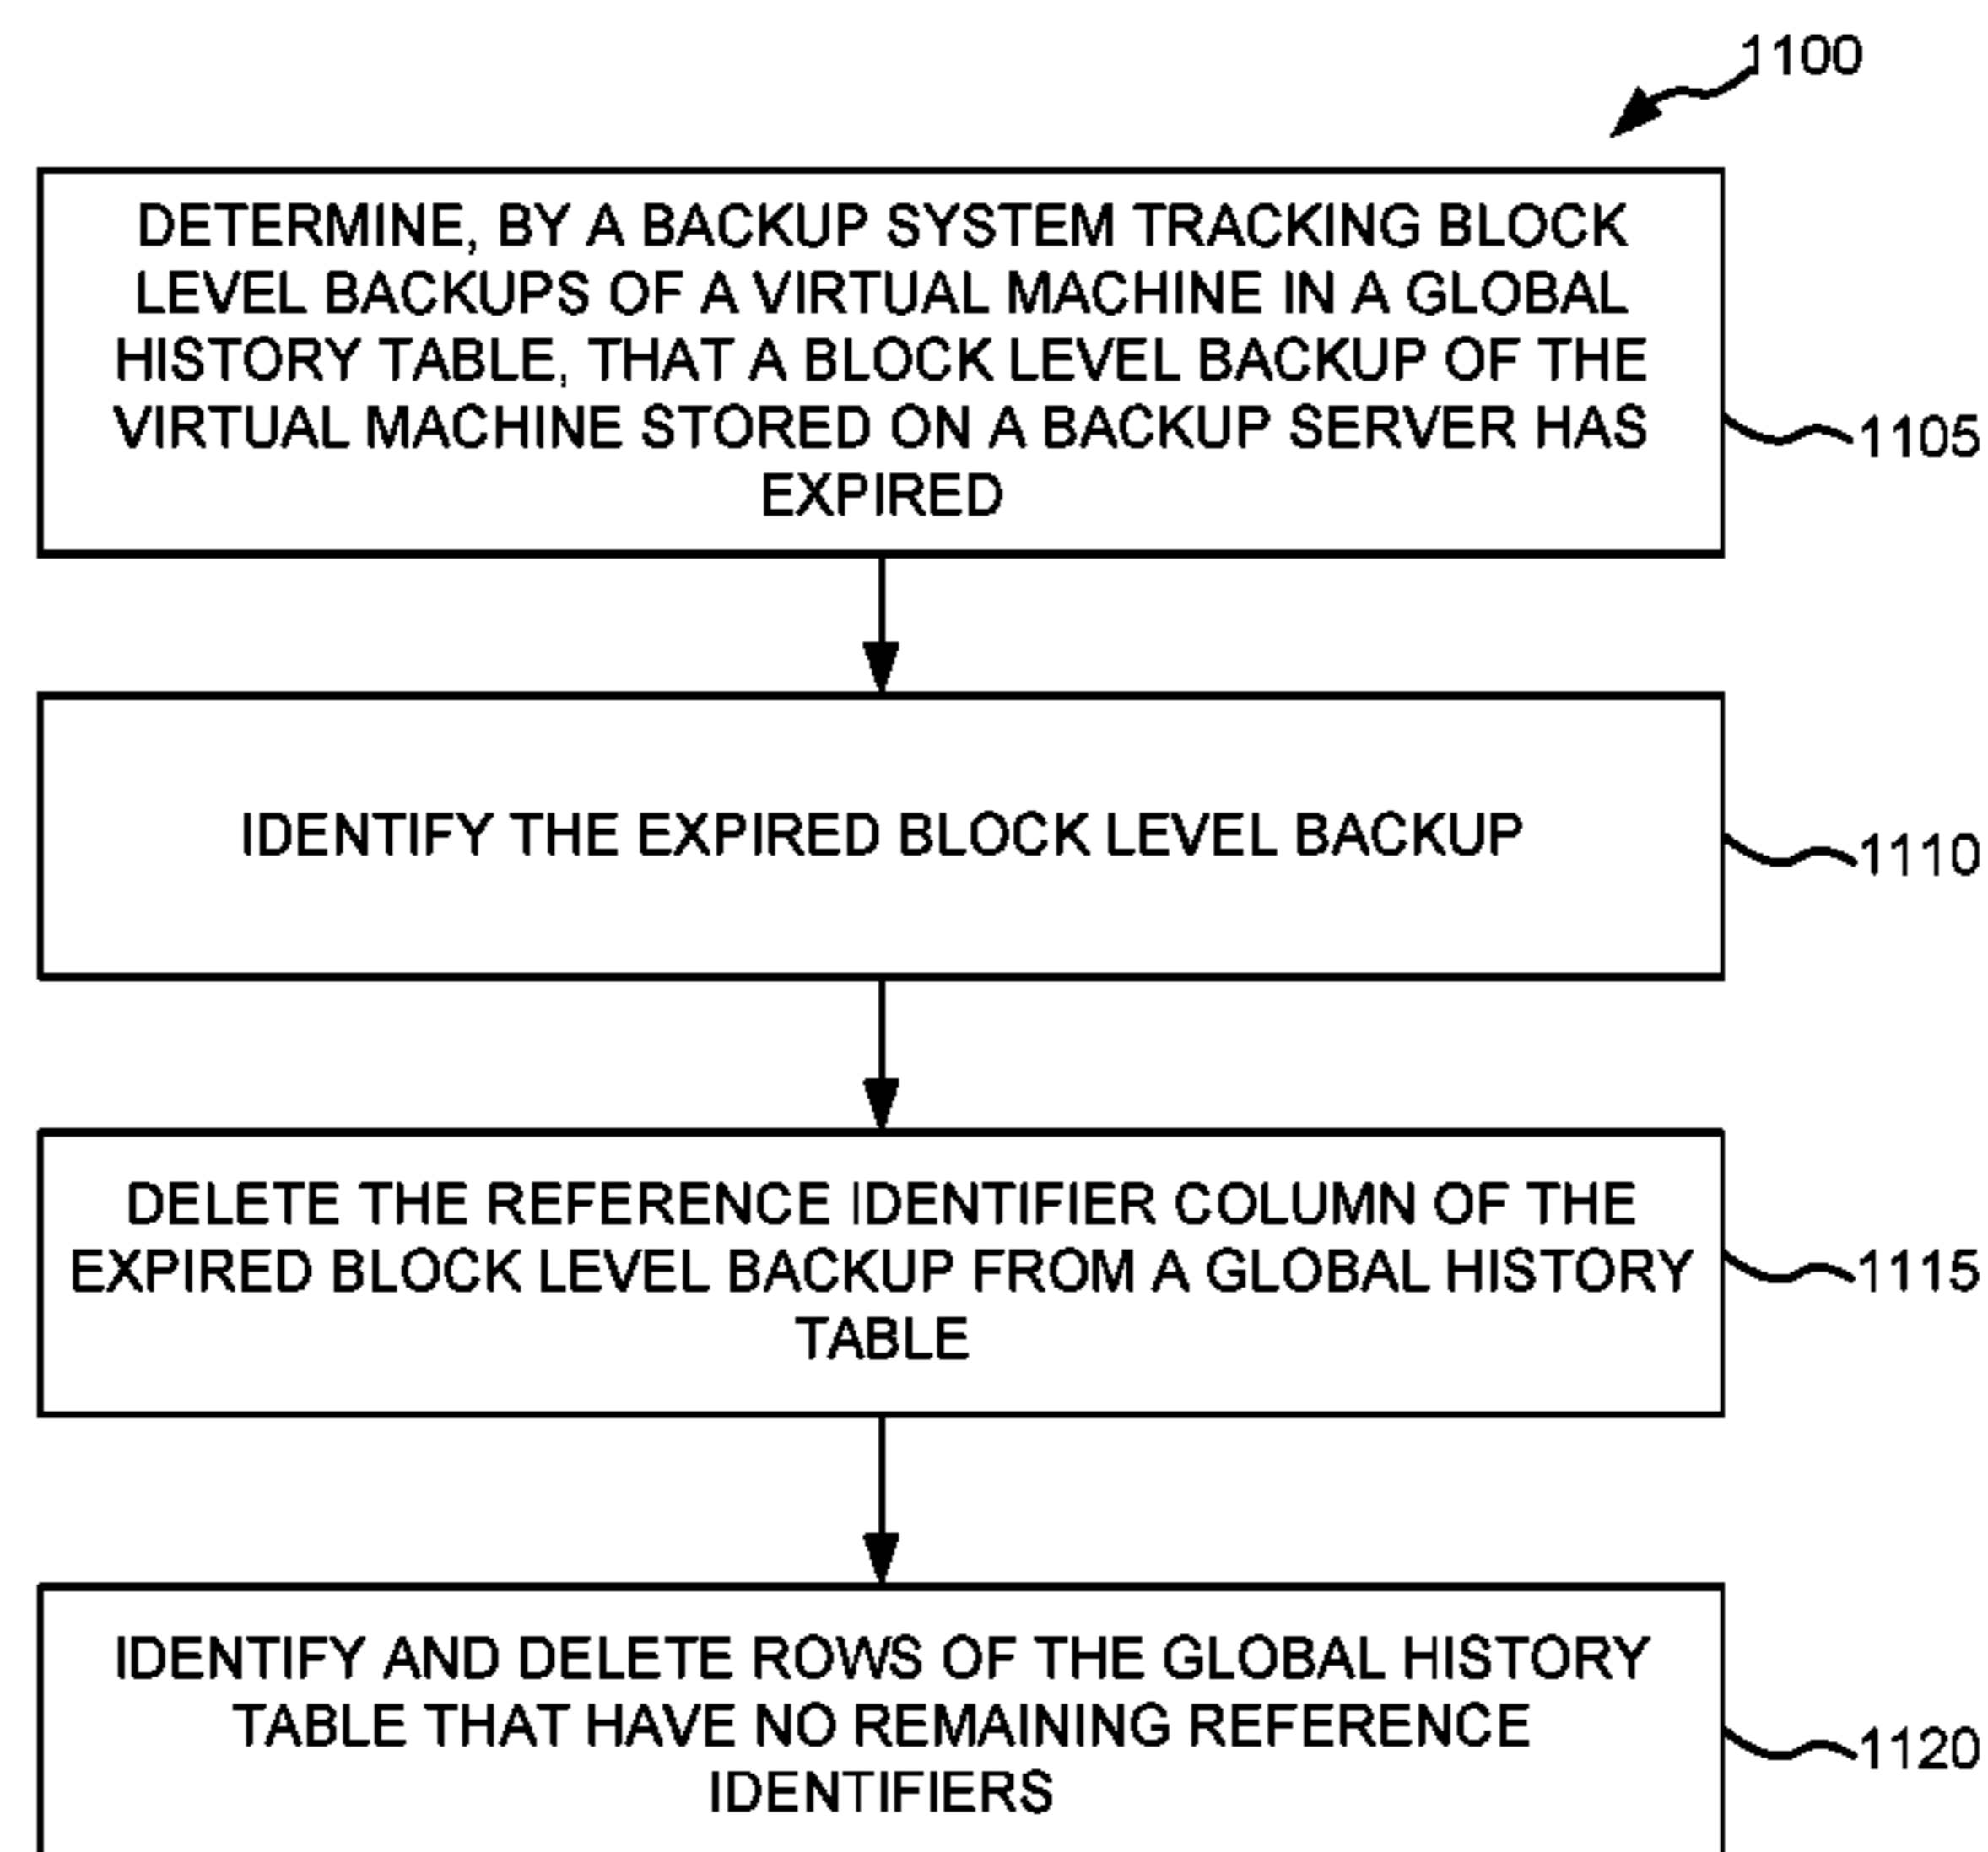 1100
DETERMINE, BY A BACKUP SYSTEM TRACKING BLOCK
LEVEL BACKUPS OF A VIRTUAL MACHINE IN A GLOBAL
HISTORY TABLE, THAT A BLOCK LEVEL BACKUP OF THE
VIRTUAL MACHINE STORED ON A BACKUP SERVER HAS
EXPIRED
1105
IDENTIFY THE EXPIRED BLOCK LEVEL BACKUP
1110
DELETE THE REFERENCE IDENTIFIER COLUMN OF THE
EXPIRED BLOCK LEVEL BACKUP FROM A GLOBAL HISTORY
TABLE
1115
IDENTIFY AND DELETE ROWS OF THE GLOBAL HISTORY
TABLE THAT HAVE NO REMAINING REFERENCE
IDENTIFIERS
1120